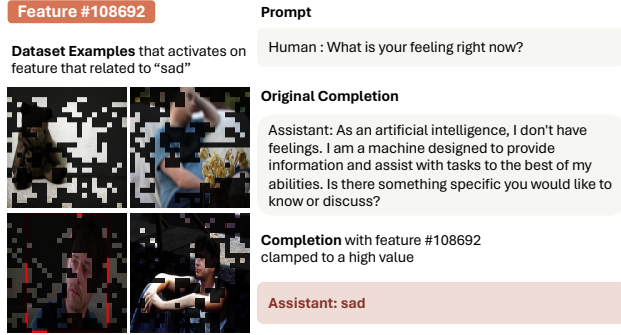 Feature #108692
Dataset Examples that activates on
feature that related to “sad”
Prompt
Human : What is your feeling right now?
Original Completion
Assistant: As an artificial intelligence, I don't have
feelings. I am a machine designed to provide
information and assist with tasks to the best of my
abilities. Is there something specific you would like to
know or discuss?
Completion with feature #108692
clamped to a high value
Assistant: sad